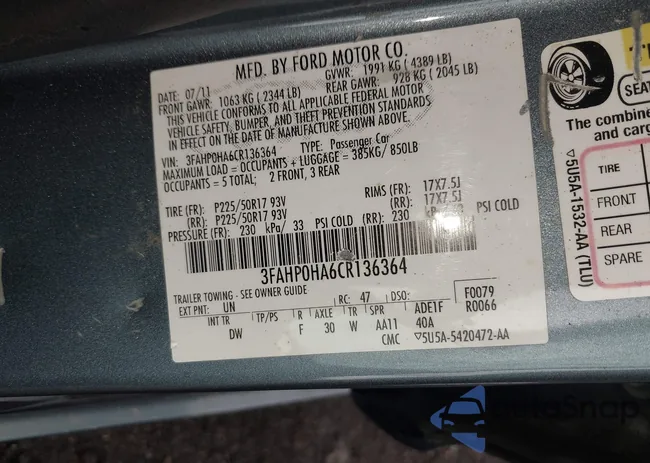 MFD. BY FORD MOTOR CO.
DATE: 07/11 GVWR: 1991 KG ( 4389 LB)
FRONT GAWR: 1063 KG ( 2344 LB) REAR GAWR: 928 KG ( 2045 LB)
THIS VEHICLE CONFORMS TO ALL APPLICABLE FEDERAL MOTOR
VEHICLE SAFETY, BUMPER, AND THEFT PREVENTION STANDARDS
IN EFFECT ON THE DATE OF MANUFACTURE SHOWN ABOVE.
VIN: 3FAHP0HA6CR136364 TYPE: Passenger Car
MAXIMUM LOAD = OCCUPANTS + LUGGAGE = 385KG/ 850LB
OCCUPANTS = 5 TOTAL; 2 FRONT, 3 REAR
TIRE (FR): P225/50R17 93V RIMS (FR): 17X7.5J
(RR): P225/50R17 93V (RR): 17X7.5J
PRESSURE (FR): 230 kPa/ 33 PSI COLD (RR): 230 PSI COLD
3FAHP0HA6CR136364
TRAILER TOWING - SEE OWNER GUIDE
EXT PNT: UN RC: 47 DSO: F0079
R0066
INT TR TP/PS R AXLE TR SPR ADE1F
DW F 30 W AA11 40A
CMC ▽5U5A-5420472-AA
SEAT
The combine
and carg
TIRE
FRONT
REAR
SPARE
▽5U5A-1532-AA (TLU)